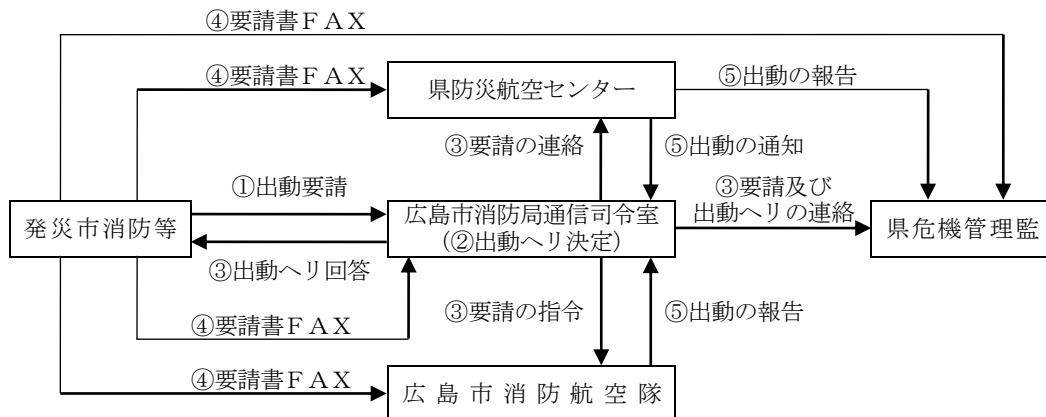 ④要請書ＦＡＸ
④要請書ＦＡＸ
県防災航空センター
⑤出動の報告
③要請の連絡
⑤出動の通知
①出動要請
③要請及び
出動ヘリの連絡
発災市消防等
広島市消防局通信司令室
（②出動ヘリ決定）
県危機管理監
③出動ヘリ回答
③要請の指令
⑤出動の報告
④要請書ＦＡＸ
④要請書ＦＡＸ
広島市消防航空隊